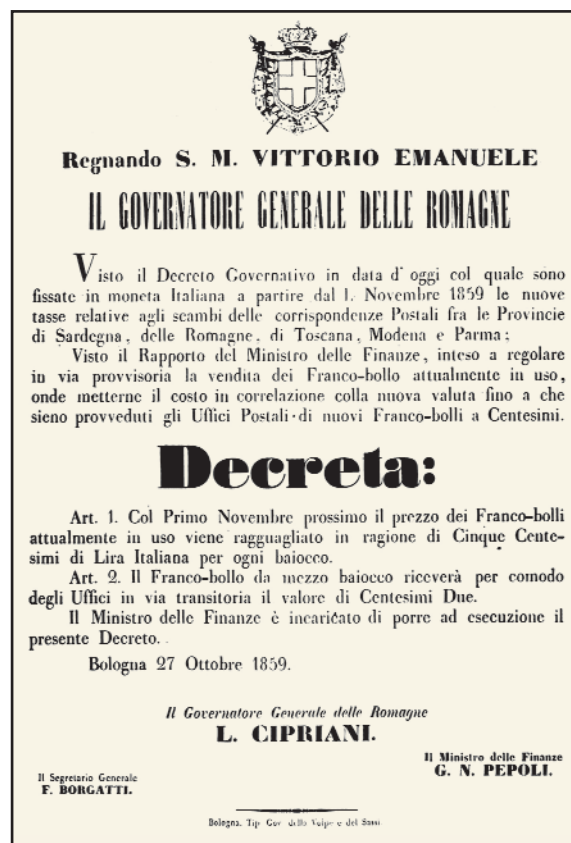 Regnando S. M. VITTORIO EMANUELE
IL GOVERNATORE GENERALE DELLE ROMAGNE
Visto il Decreto Governativo in data d' oggi col quale sono
fissate in moneta Italiana a partire dal 1. Novembre 1859 le nuove
tasse relative agli scambi delle corrispondenze Postali fra le Provincie
di Sardegna, delle Romagne, di Toscana, Modena e Parma;
Visto il Rapporto del Ministro delle Finanze, inteso a regolare
in via provvisoria la vendita dei Franco-bollo attualmente in uso,
onde metterne il costo in correlazione colla nuova valuta fino a che
sieno provveduti gli Uffici Postali di nuovi Franco-bolli a Centesimi.
Decreta:
Art. 1. Col Primo Novembre prossimo il prezzo dei Franco-bolli
attualmente in uso viene ragguagliato in ragione di Cinque Cente-
simi di Lira Italiana per ogni baiocco.
Art. 2. Il Franco-bollo da mezzo baiocco riceverà per comodo
degli Uffici in via transitoria il valore di Centesimi Due.
Il Ministro delle Finanze è incaricato di porre ad esecuzione il
presente Decreto.
Bologna 27 Ottobre 1859.
Il Governatore Generale delle Romagne
L. CIPRIANI.
Il Ministro delle Finanze
G. N. PEPOLI.
Il Segretario Generale
F. BORGATTI.
Bologna. Tip. Gov. della Volpe e del Sassi